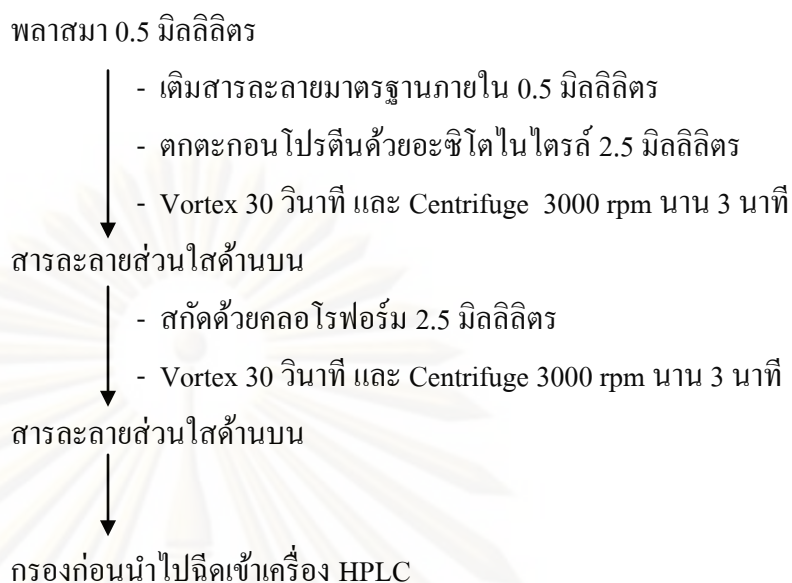 พลาสมา 0.5 มิลลิลิตร
- เติมสารละลายมาตรฐานภายใน 0.5 มิลลิลิตร
- ตกตะกอนโปรตีนด้วยอะซิโตไนไตรล์ 2.5 มิลลิลิตร
- Vortex 30 วินาที และ Centrifuge 3000 rpm นาน 3 นาที
สารละลายส่วนใสด้านบน
- สกัดด้วยคลอโรฟอร์ม 2.5 มิลลิลิตร
- Vortex 30 วินาที และ Centrifuge 3000 rpm นาน 3 นาที
สารละลายส่วนใสด้านบน
กรองก่อนนำไปฉีดเข้าเครื่อง HPLC